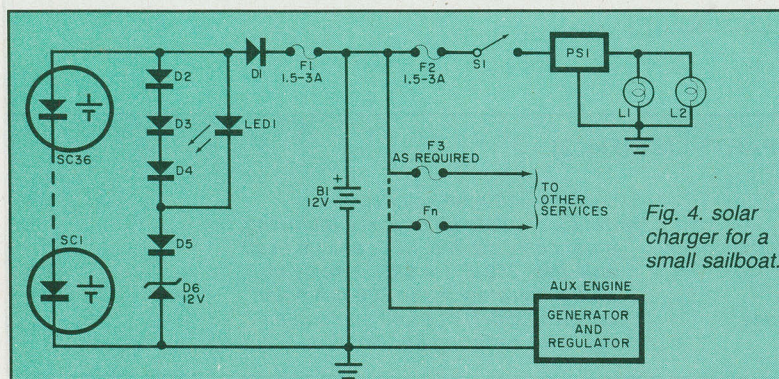 D2
D1
F1
1.5-3A
F2
1.5-3A
S1
PS1
L1
L2
D3
LED1
D4
SC36
F3
AS REQUIRED
+
B1
12V
TO
OTHER
SERVICES
Fn
SC1
D5
D6
12V
Fig. 4. solar
charger for a
small sailboat.
AUX ENGINE
GENERATOR
AND
REGULATOR